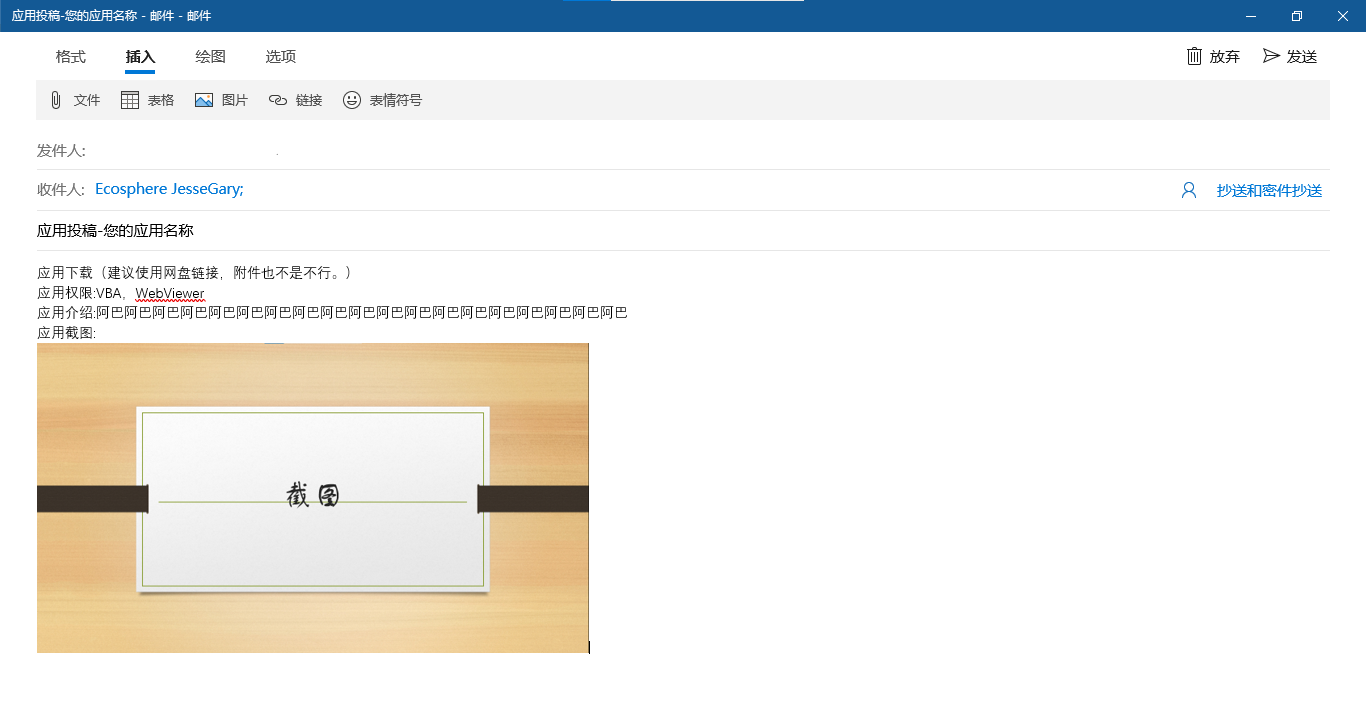 应用投稿-您的应用名称 - 邮件 - 邮件
格式 插入 绘图 选项 放弃 发送
文件 表格 图片 链接 表情符号
发件人:
收件人: Ecosphere JesseGary; 抄送和密件抄送
应用投稿-您的应用名称
应用下载（建议使用网盘链接，附件也不是不行。）
应用权限:VBA，WebViewer
应用介绍:阿巴阿巴阿巴阿巴阿巴阿巴阿巴阿巴阿巴阿巴阿巴阿巴阿巴阿巴阿巴阿巴阿巴阿巴阿巴
应用截图:
截图